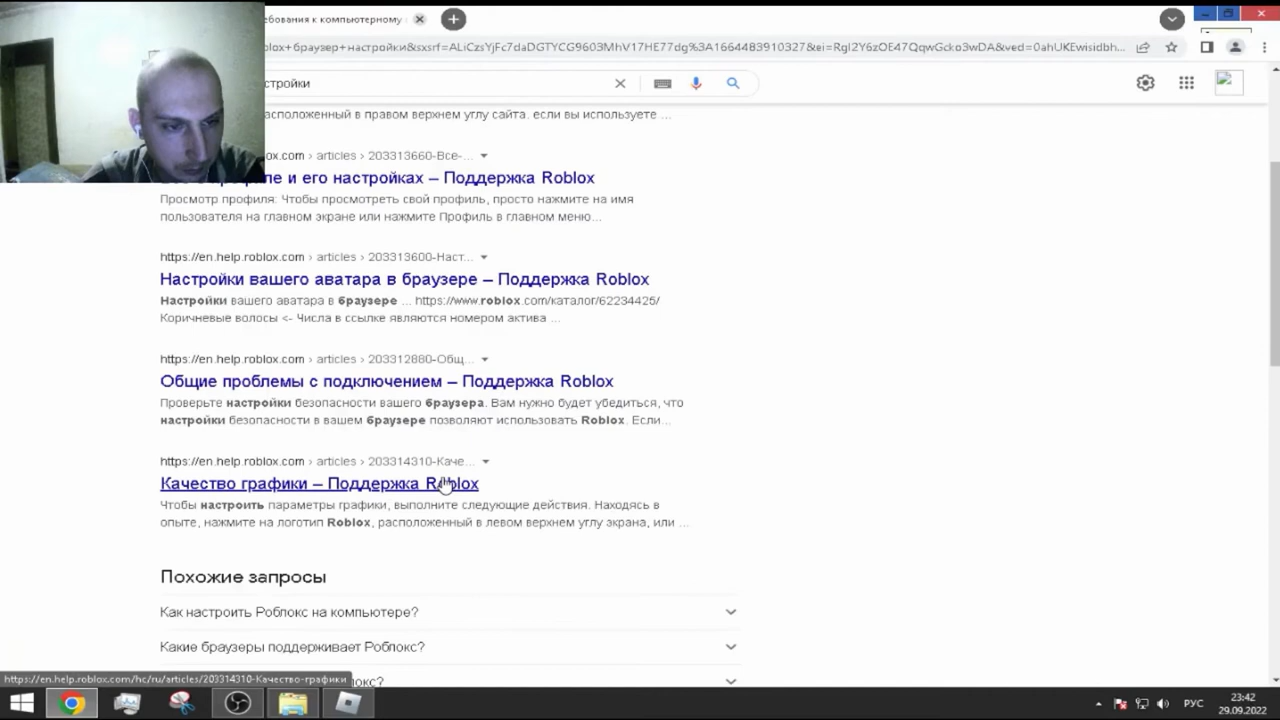 ебования к компьютерному
blox+браузер+настройки&sxsrf=ALiCzsYjFc7daDGTYCG9603MhV17HE77dg%3A1664483910327&ei=RgI2Y6zOE47QqwGcko3wDA&ved=0ahUKEwisidbh...
стройки
асположенный в правом верхнем углу сайта. если вы используете ...
ox.com › articles › 203313660-Все-...
ле и его настройках – Поддержка Roblox
Просмотр профиля: Чтобы просмотреть свой профиль, просто нажмите на имя
пользователя на главном экране или нажмите Профиль в главном меню...
https://en.help.roblox.com › articles › 203313600-Наст...
Настройки вашего аватара в браузере – Поддержка Roblox
Настройки вашего аватара в браузере ... https://www.roblox.com/каталог/62234425/
Коричневые волосы <- Числа в ссылке являются номером актива ...
https://en.help.roblox.com › articles › 203312880-Общ...
Общие проблемы с подключением – Поддержка Roblox
Проверьте настройки безопасности вашего браузера. Вам нужно будет убедиться, что
настройки безопасности в вашем браузере позволяют использовать Roblox. Если...
https://en.help.roblox.com › articles › 203314310-Каче...
Качество графики – Поддержка Roblox
Чтобы настроить параметры графики, выполните следующие действия. Находясь в
опыте, нажмите на логотип Roblox, расположенный в левом верхнем углу экрана, или ...
Похожие запросы
Как настроить Роблокс на компьютере?
Какие браузеры поддерживает Роблокс?
локс?
https://en.help.roblox.com/hc/ru/articles/203314310-Качество-графики
РУС
23:42
29.09.2022